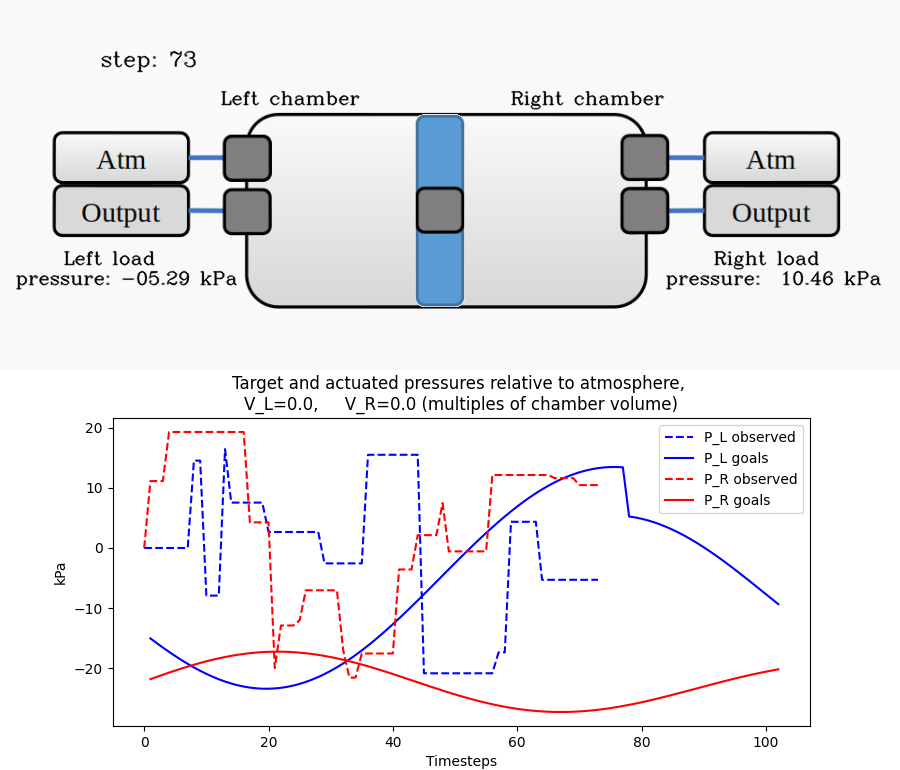 step: 73
Left chamber
Right chamber
Atm
Atm
Output
Output
Left load
pressure: -05.29 kPa
Right load
pressure: 10.46 kPa
Target and actuated pressures relative to atmosphere,
V_L=0.0, V_R=0.0 (multiples of chamber volume)
20
10
0
−10
−20
kPa
P_L observed
P_L goals
P_R observed
P_R goals
0 20 40 60 80 100
Timesteps